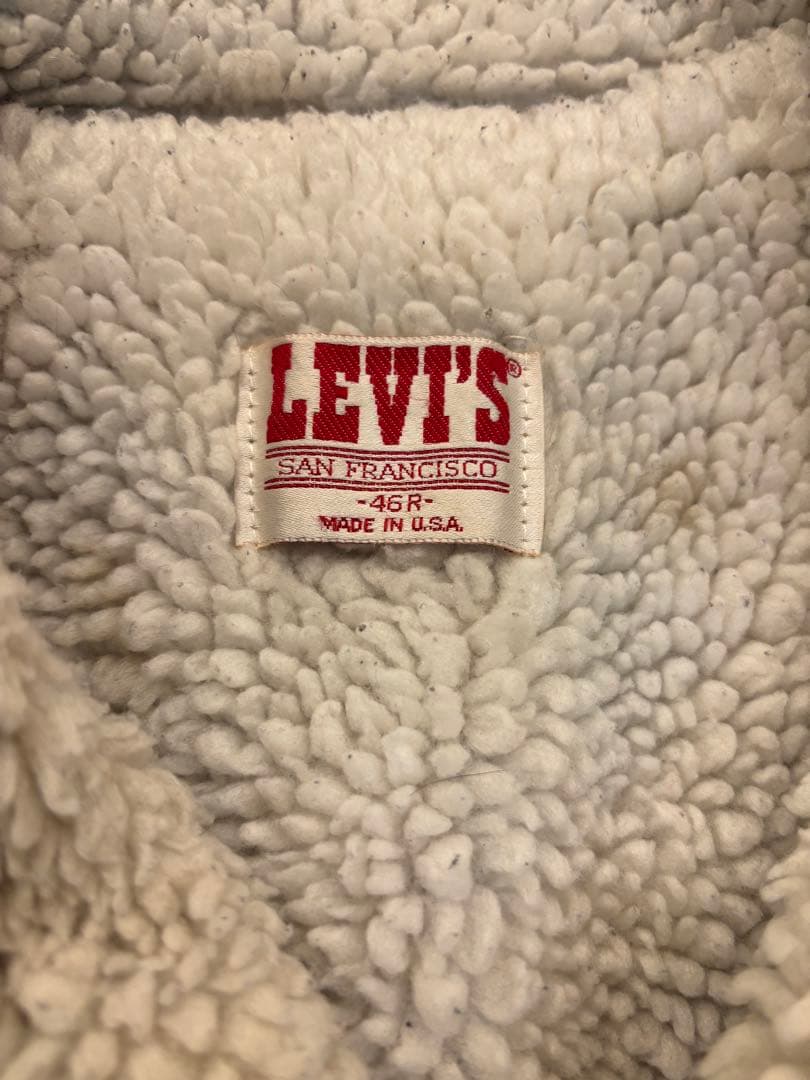 LEVI'S®
SAN FRANCISCO
-46R-
MADE IN U.S.A.